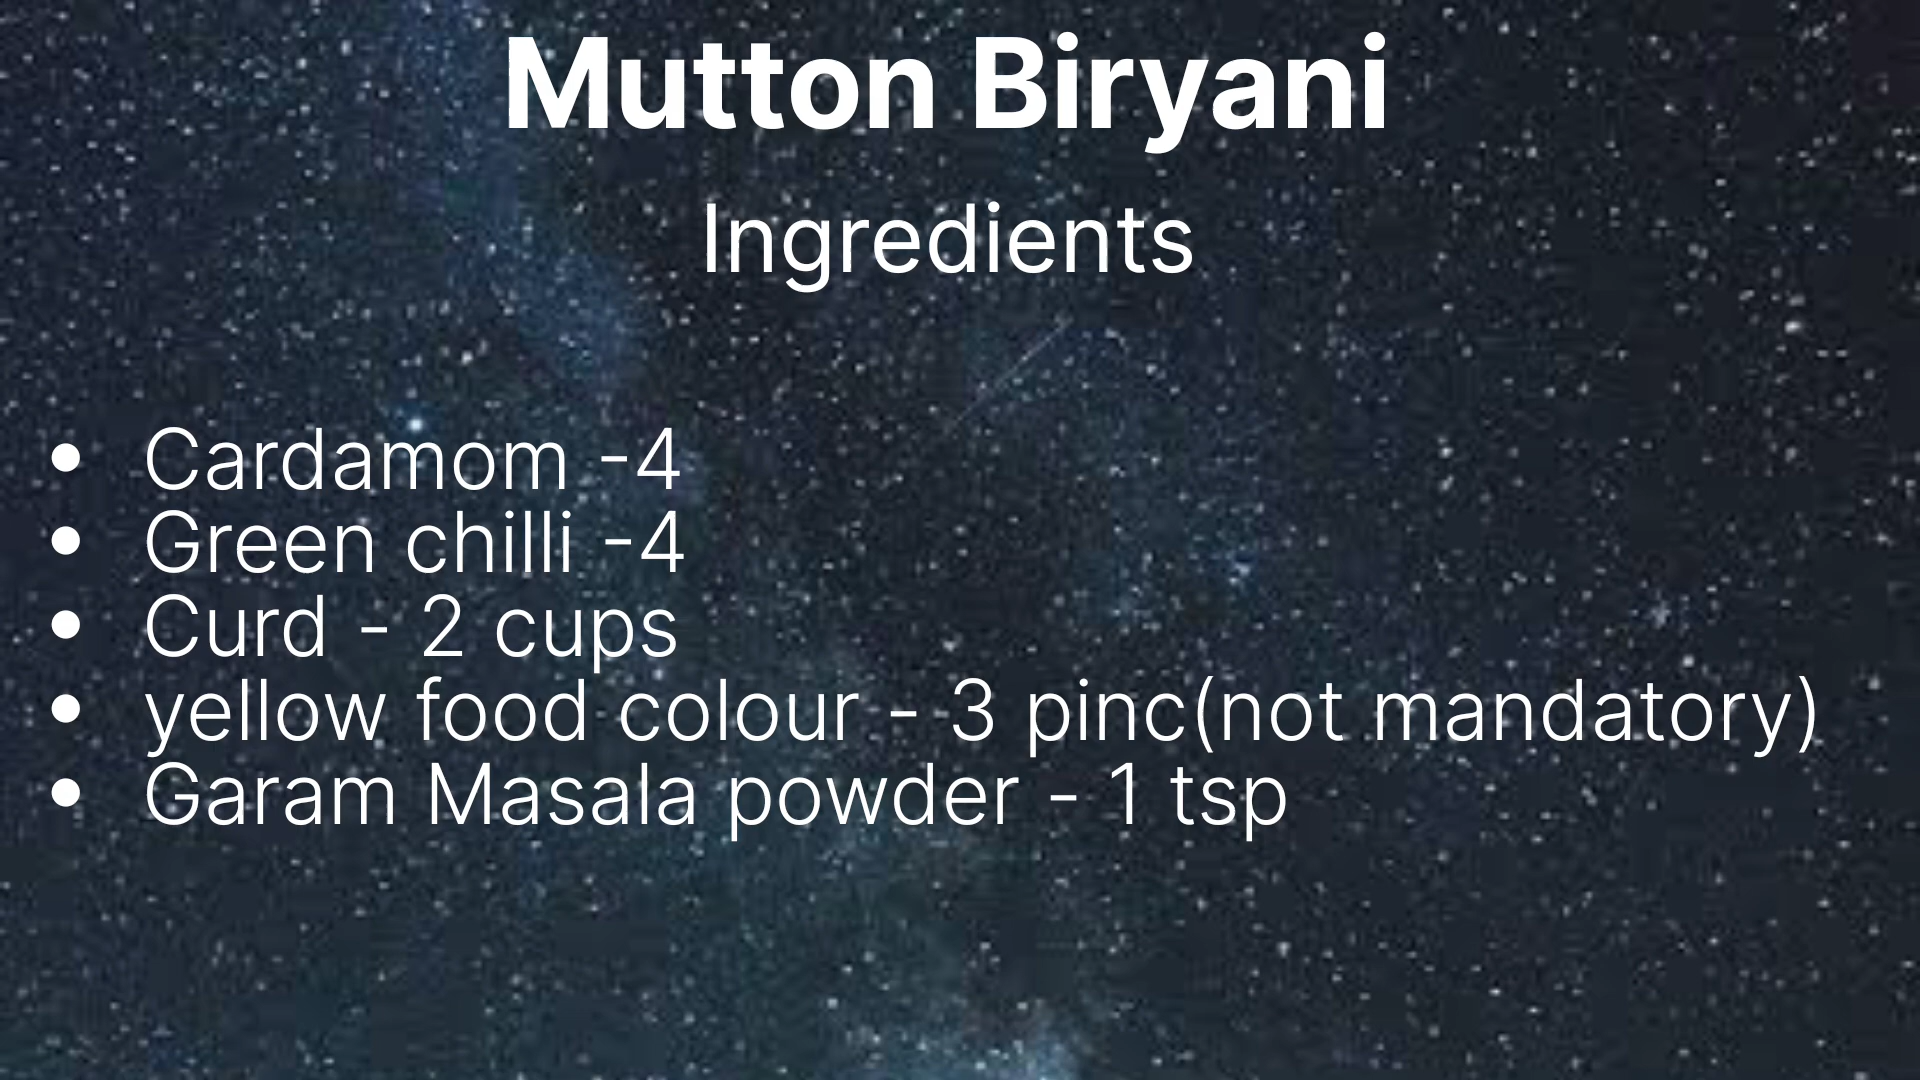 Mutton Biryani
Ingredients
• Cardamom -4
• Green chilli -4
• Curd - 2 cups
• yellow food colour - 3 pinc(not mandatory)
• Garam Masala powder - 1 tsp